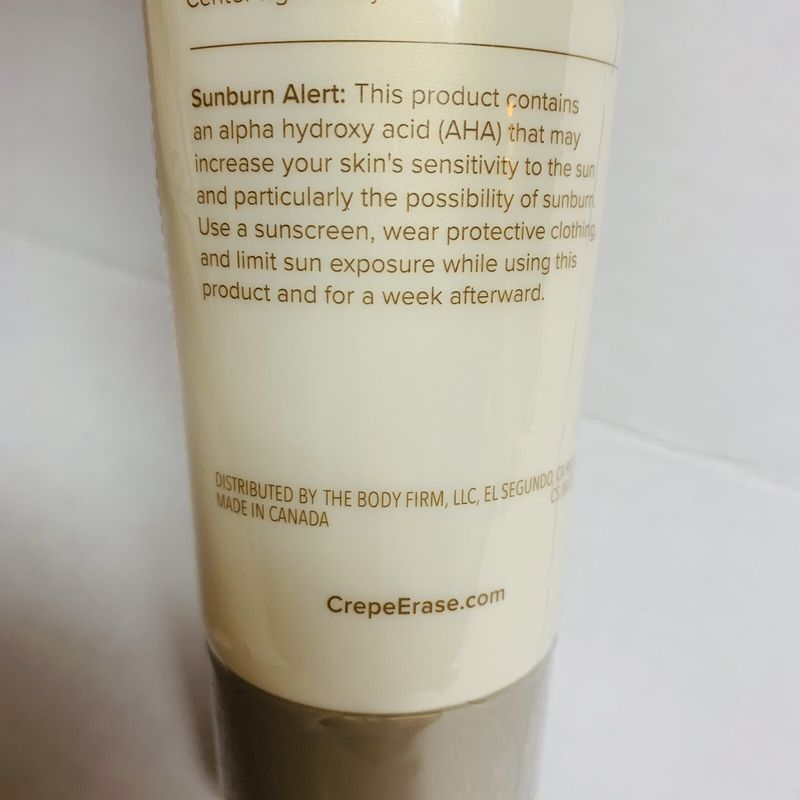 Sunburn Alert: This product contains
an alpha hydroxy acid (AHA) that may
increase your skin's sensitivity to the sun
and particularly the possibility of sunburn.
Use a sunscreen, wear protective clothing,
and limit sun exposure while using this
product and for a week afterward.
DISTRIBUTED BY THE BODY FIRM, LLC, EL SEGUNDO, CA
MADE IN CANADA
CrepeErase.com